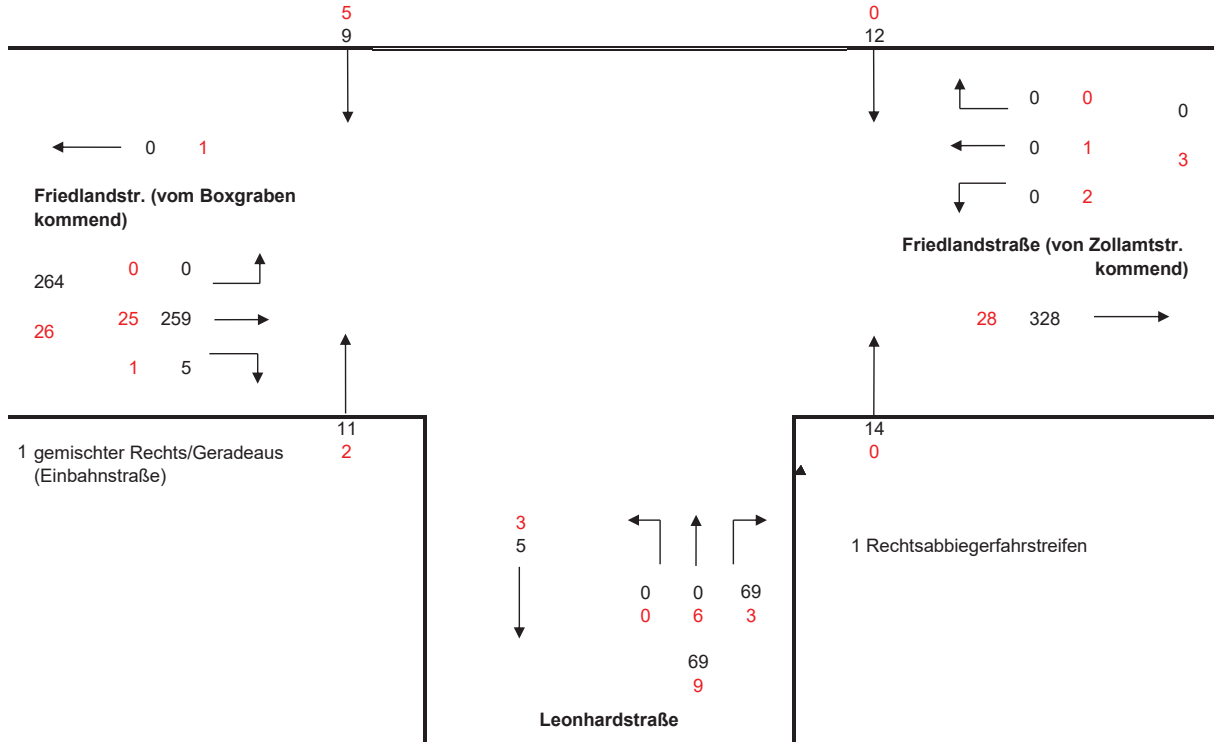 5
0
9
12
0 0
0
0 1
0 1
3
Friedlandstr. (vom Boxgraben
kommend)
0 2
Friedlandstraße (von Zollamtstr.
kommend)
0 0
264
25 259
26
28 328
1 5
11
14
1 gemischter Rechts/Geradeaus
(Einbahnstraße)
2
0
3
5
1 Rechtsabbiegerfahrstreifen
0 0 69
0 6 3
69
9
Leonhardstraße